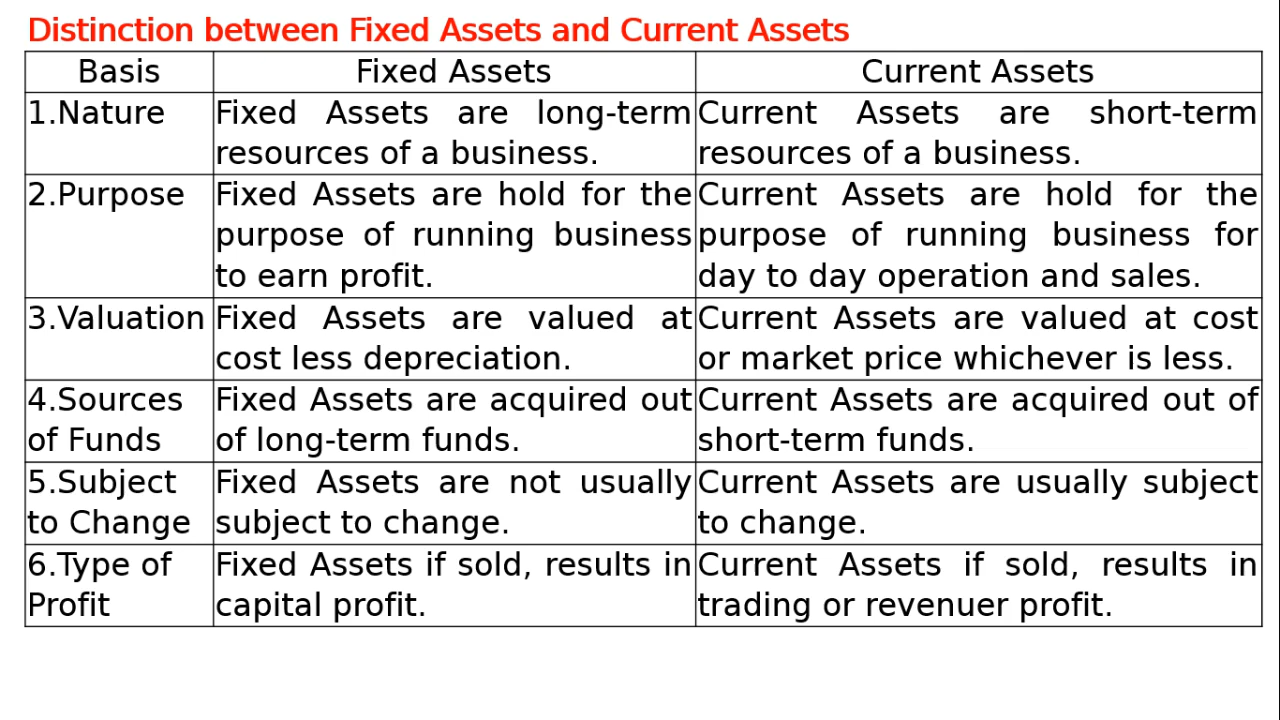 Distinction between Fixed Assets and Current Assets
Basis
Fixed Assets
Current Assets
1.Nature
Fixed Assets are long-term
resources of a business.
Current Assets are short-term
resources of a business.
2.Purpose
Fixed Assets are hold for the
purpose of running business
to earn profit.
Current Assets are hold for the
purpose of running business for
day to day operation and sales.
3.Valuation
Fixed Assets are valued at
cost less depreciation.
Current Assets are valued at cost
or market price whichever is less.
4.Sources
of Funds
Fixed Assets are acquired out
of long-term funds.
Current Assets are acquired out of
short-term funds.
5.Subject
to Change
Fixed Assets are not usually
subject to change.
Current Assets are usually subject
to change.
6.Type of
Profit
Fixed Assets if sold, results in
capital profit.
Current Assets if sold, results in
trading or revenuer profit.